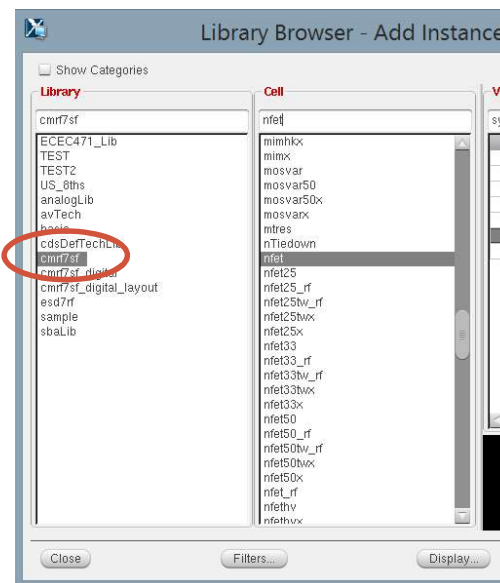 Library Browser - Add Instance
Show Categories
Library
cmrf7sf
ECEC471_Lib
TEST
TEST2
US_8ths
analogLib
avTech
basic
cdsDefTechLib
cmrf7sf
cmrf7sf_digital
cmrf7sf_digital_layout
esd7rf
sample
sbaLib
Cell
nfet
mimhkx
mimx
mosvar
mosvar50
mosvar50x
mosvarx
mtres
nTiedown
nfet
nfet25
nfet25_rf
nfet25tw_rf
nfet25twx
nfet25x
nfet33
nfet33_rf
nfet33tw_rf
nfet33twx
nfet33x
nfet50
nfet50_rf
nfet50tw_rf
nfet50twx
nfet50x
nfet_rf
nfethv
nfethvx
V
sy
Close
Filters...
Display...